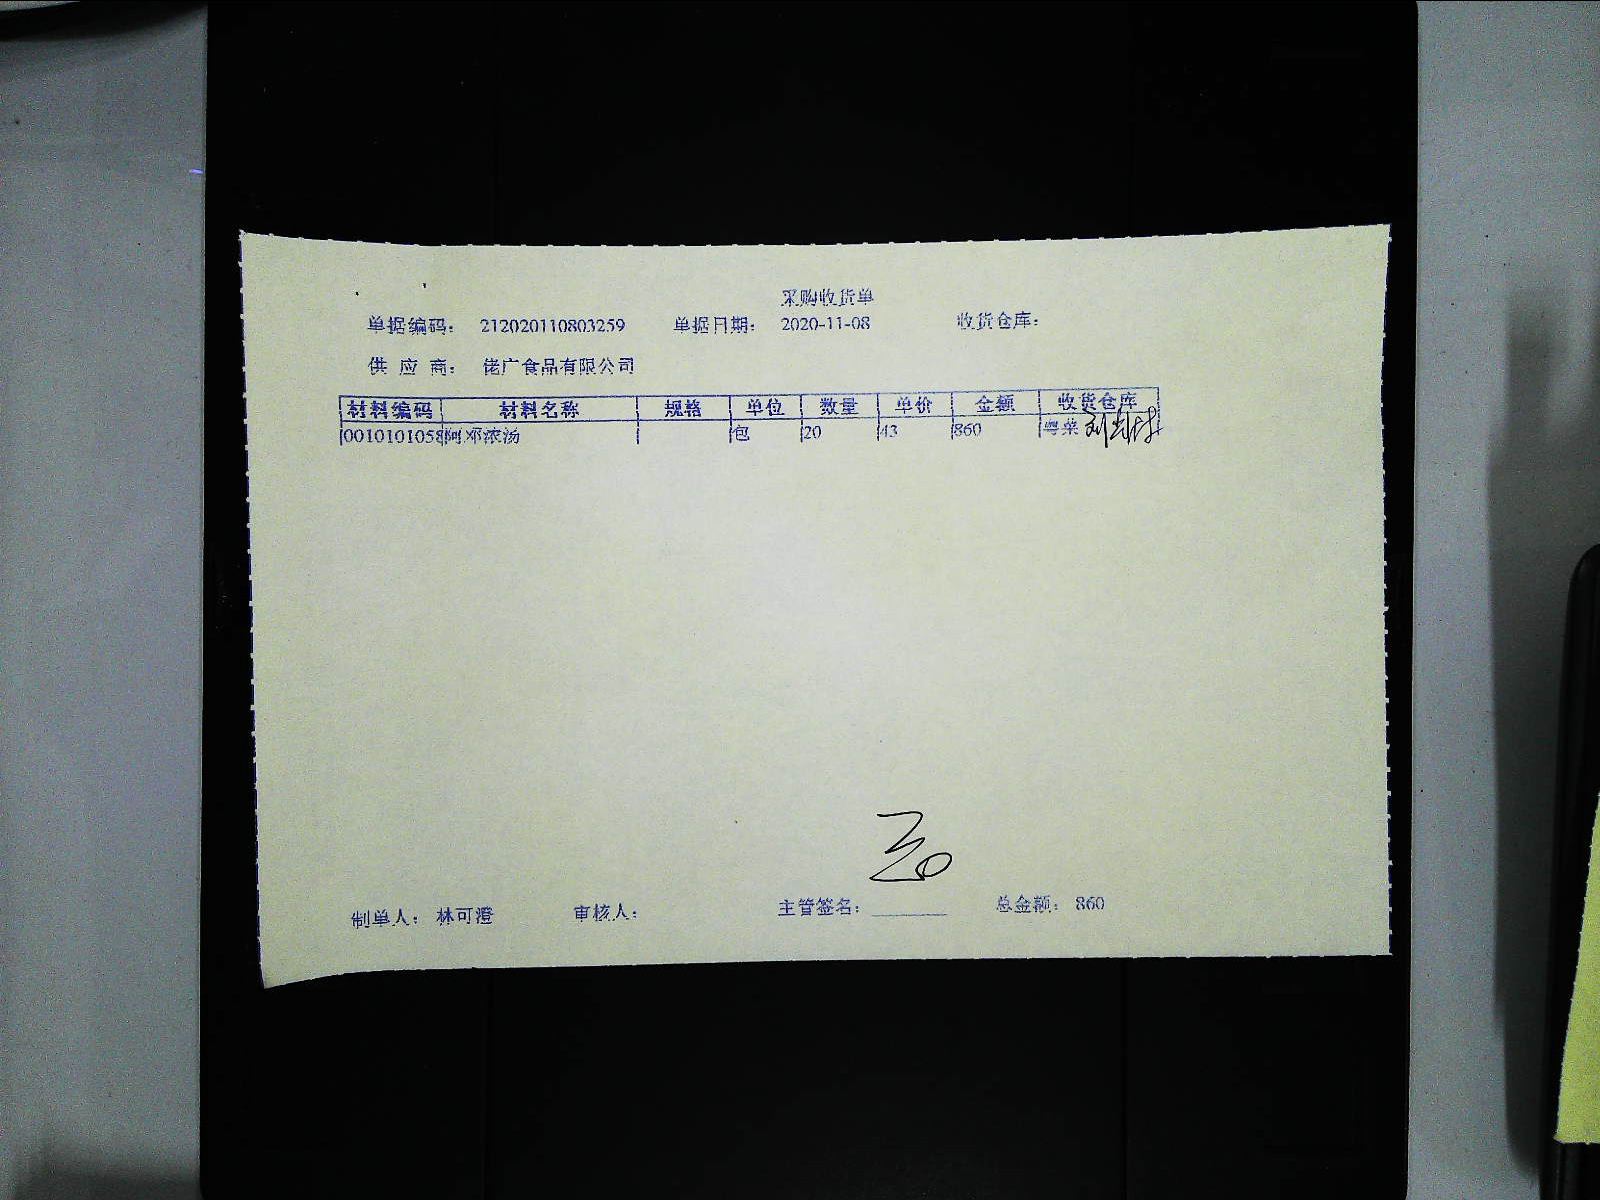 采购收货单
单据编码： 212020110803259 单据日期： 2020-11-08 收货仓库：
供 应 商： 佬广食品有限公司
材料编码 材料名称 规格 单位 数量 单价 金额 收货仓库
0010101058 阿邓浓汤 包 20 43 860 粤菜
制单人： 林可澄 审核人： 主管签名： 总金额： 860